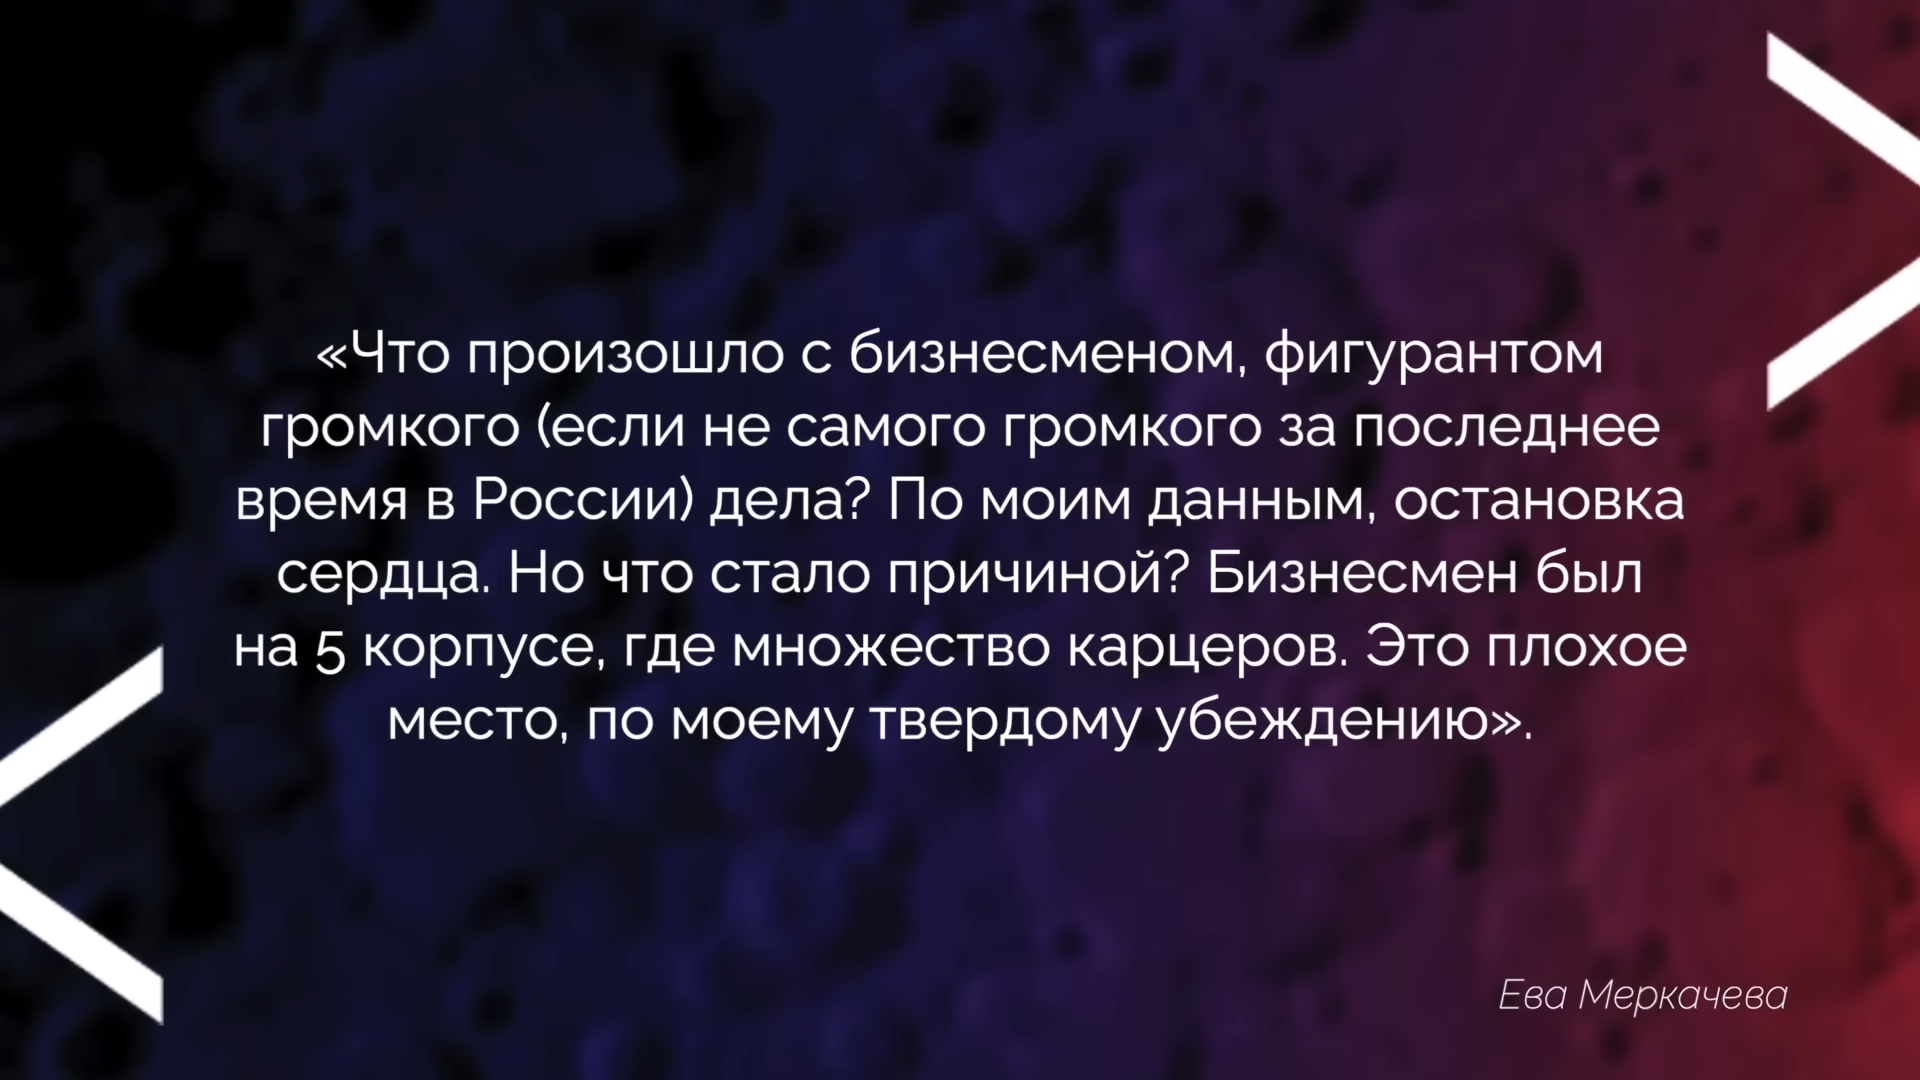 «Что произошло с бизнесменом, фигурантом
громкого (если не самого громкого за последнее
время в России) дела? По моим данным, остановка
сердца. Но что стало причиной? Бизнесмен был
на 5 корпусе, где множество карцеров. Это плохое
место, по моему твердому убеждению».
Ева Меркачева